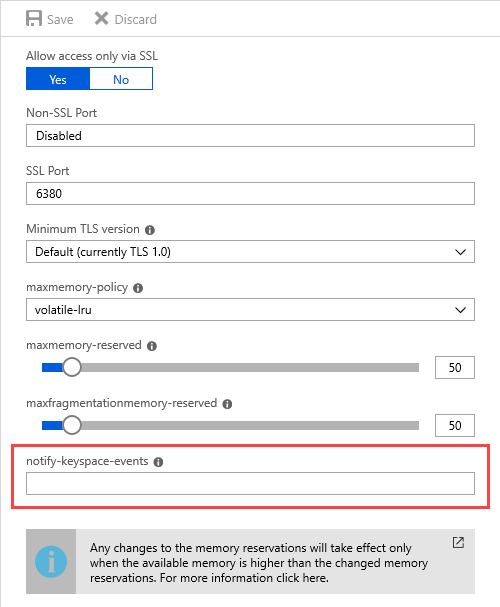 Save Discard
Allow access only via SSL
Yes No
Non-SSL Port
Disabled
SSL Port
6380
Minimum TLS version
Default (currently TLS 1.0)
maxmemory-policy
volatile-lru
maxmemory-reserved
50
maxfragmentationmemory-reserved
50
notify-keyspace-events
Any changes to the memory reservations will take effect only
when the available memory is higher than the changed memory
reservations. For more information click here.